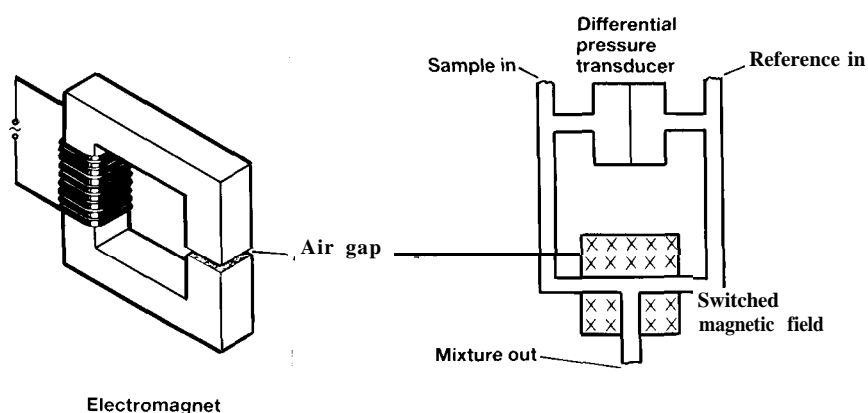 Differential
pressure
transducer
Sample in
Reference in
Air gap
Switched
magnetic field
Mixture out
Electromagnet